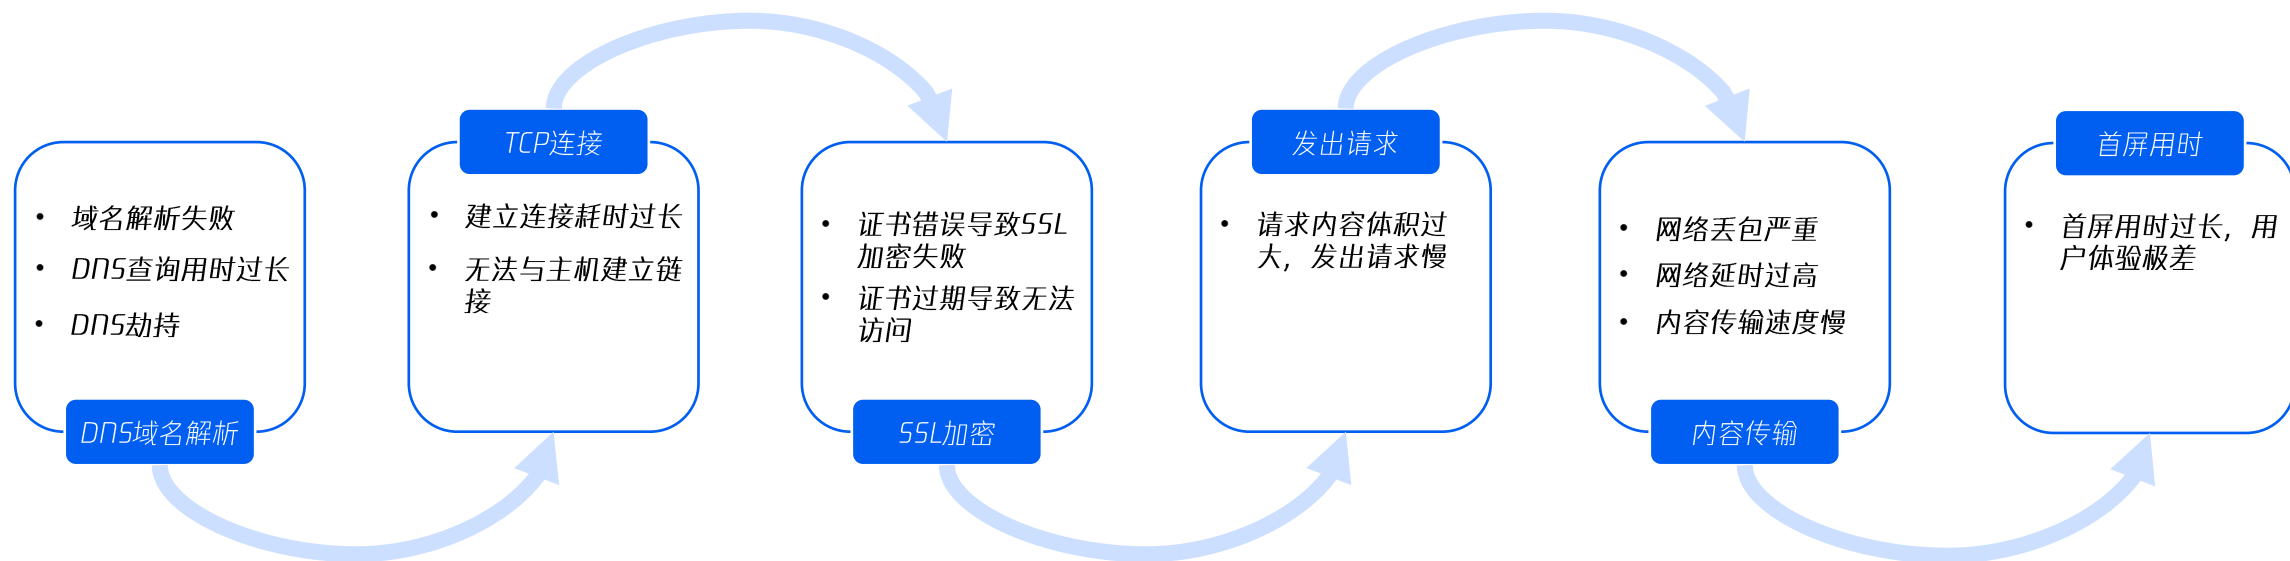 域名解析失败
DNS查询用时过长
DNS劫持
DNS域名解析
TCP连接
建立连接耗时过长
无法与主机建立链
接
证书错误导致SSL
加密失败
证书过期导致无法
访问
SSL加密
发出请求
请求内容体积过
大，发出请求慢
网络丢包严重
网络延时过高
内容传输速度慢
内容传输
首屏用时
首屏用时过长，用
户体验极差